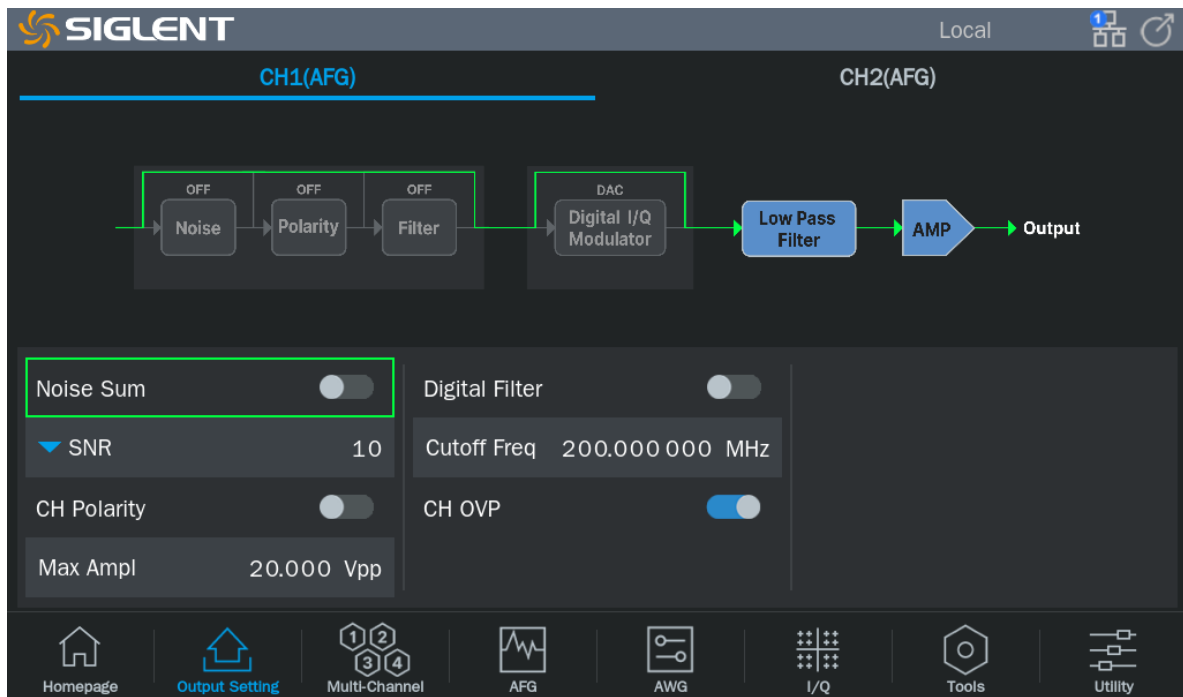 SIGLENT
Local
1
CH1(AFG)
CH2(AFG)
OFF
OFF
OFF
DAC
Noise
Polarity
Filter
Digital I/Q
Modulator
Low Pass
Filter
AMP
Output
Noise Sum
Digital Filter
SNR 10
Cutoff Freq 200.000 000 MHz
CH Polarity
CH OVP
Max Ampl 20.000 Vpp
1 2
3 4
Homepage
Output Setting
Multi-Channel
AFG
AWG
I/Q
Tools
Utility